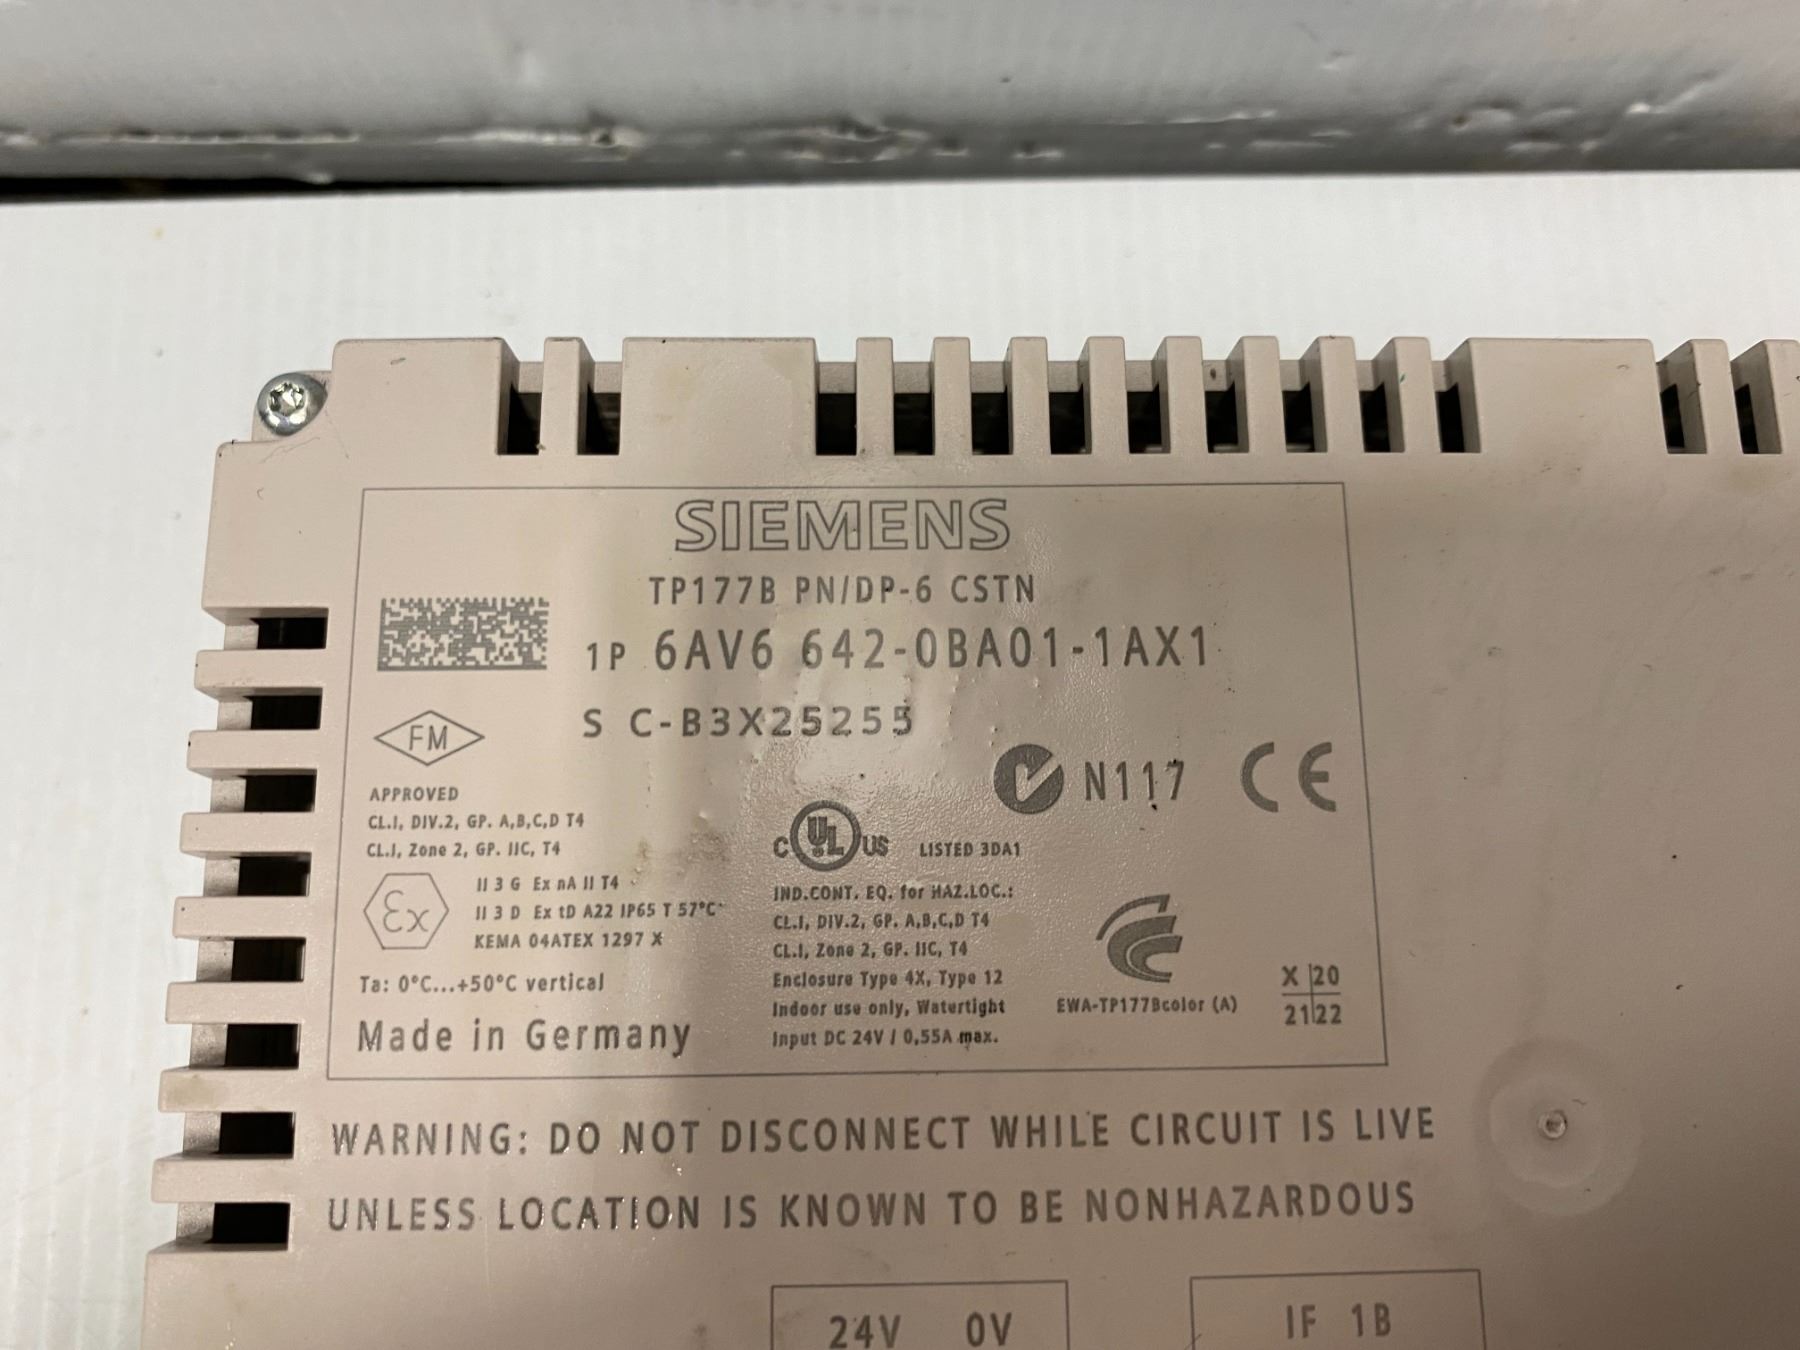 SIEMENS
TP177B PN/DP-6 CSTN
1P 6AV6 642-0BA01-1AX1
S C-B3X25255
FM
N117 CE
APPROVED
CL.I, DIV.2, GP. A,B,C,D T4
CL.I, Zone 2, GP. IIC, T4
C UL US LISTED 3DA1
Ex
II 3 G Ex nA II T4
II 3 D Ex tD A22 IP65 T 57°C
KEMA 04ATEX 1297 X
IND.CONT. EQ. for HAZ.LOC.:
CL.I, DIV.2, GP. A,B,C,D T4
CL.I, Zone 2, GP. IIC, T4
Enclosure Type 4X, Type 12
Indoor use only, Watertight
Input DC 24V / 0,55A max.
Ta: 0°C...+50°C vertical
Made in Germany
EWA-TP177Bcolor (A)
X 20
21 22
WARNING: DO NOT DISCONNECT WHILE CIRCUIT IS LIVE
UNLESS LOCATION IS KNOWN TO BE NONHAZARDOUS
24V 0V
IF 1B